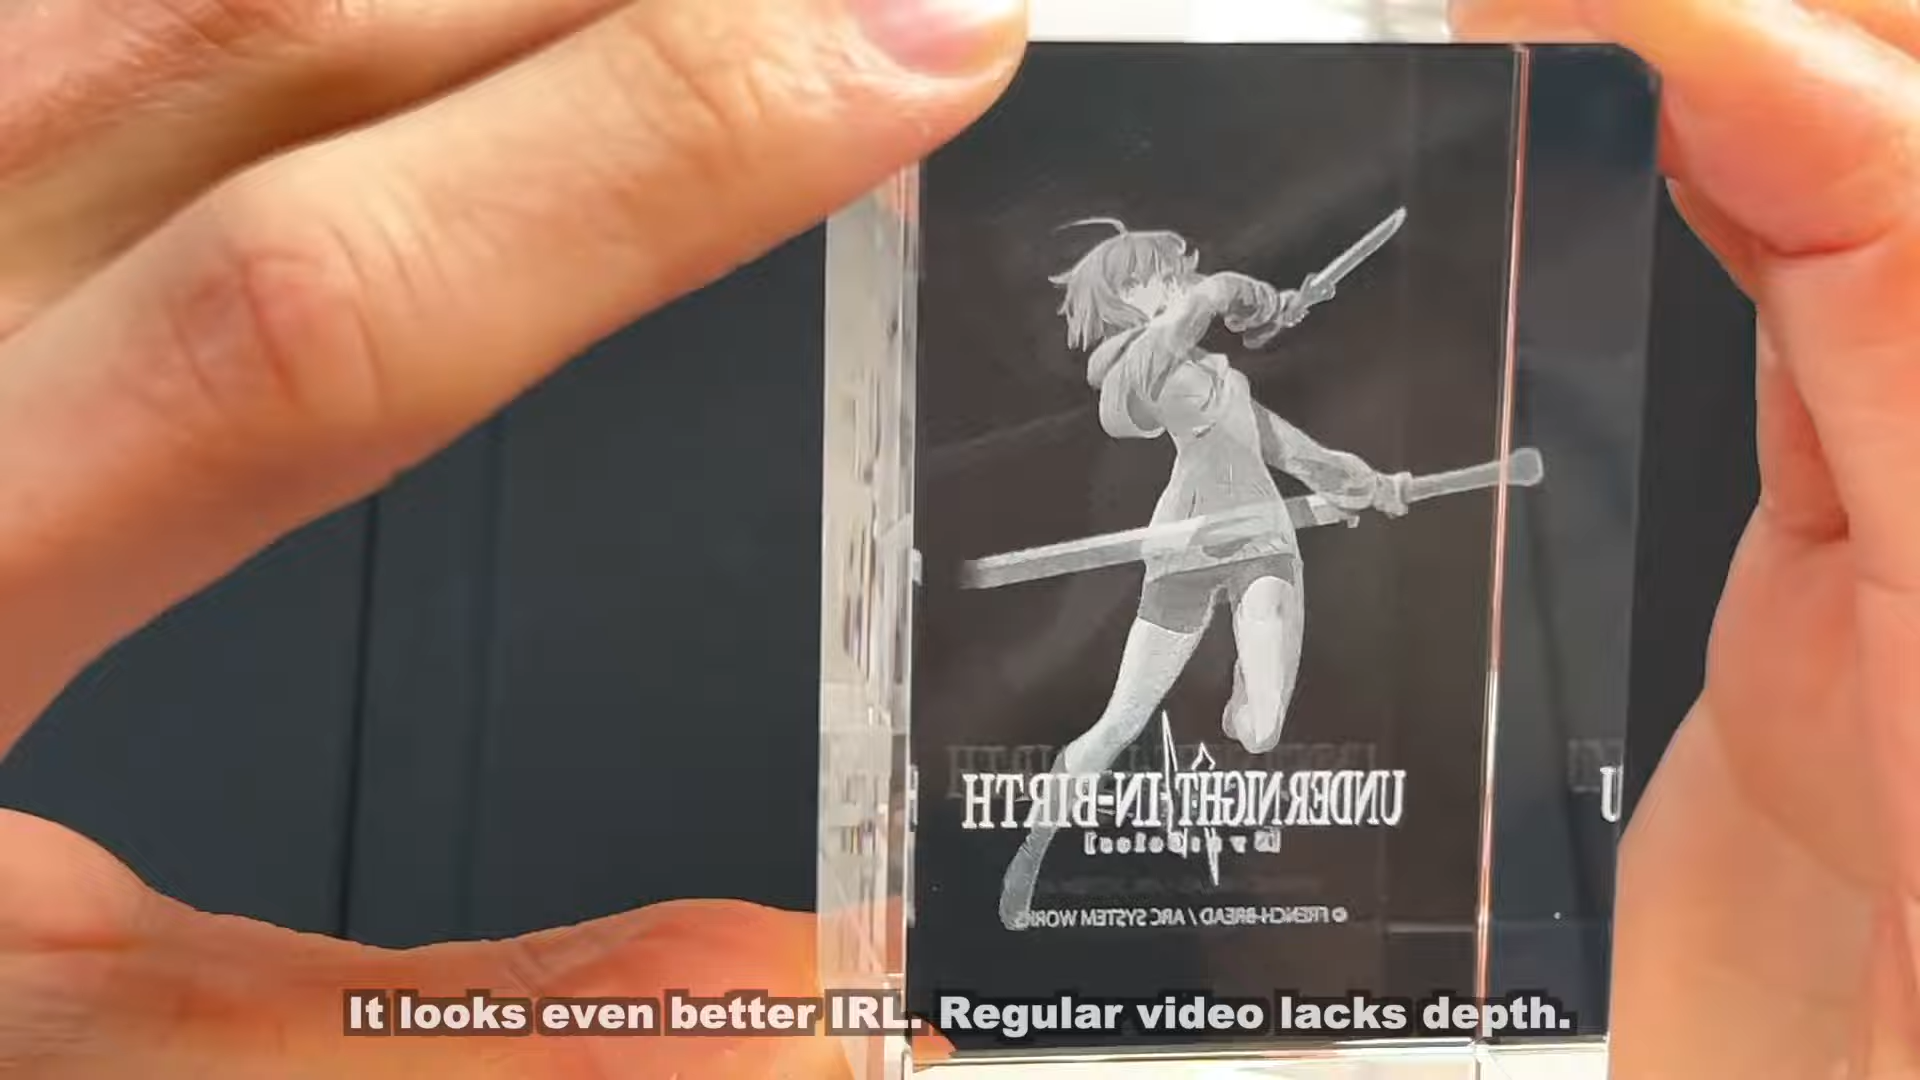 UNDER NIGHT IN-BIRTH
© FRENCH-BREAD / ARC SYSTEM WORKS
It looks even better IRL. Regular video lacks depth.